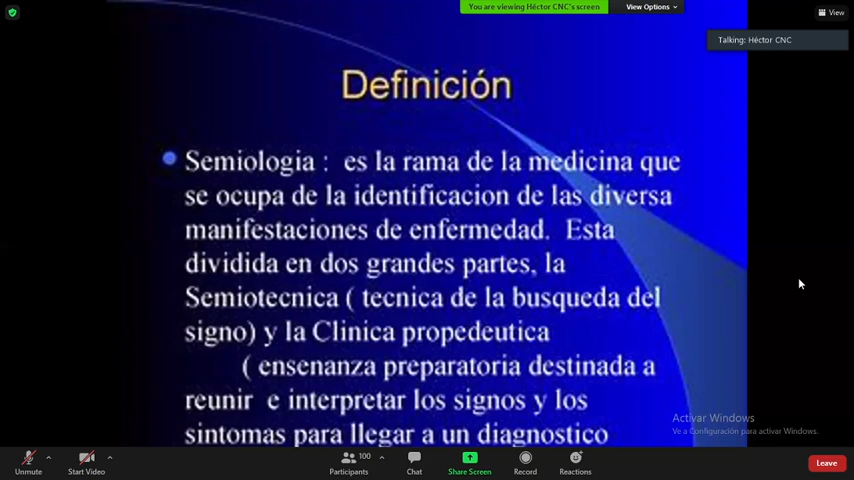 You are viewing Héctor CNC's screen
View Options
View
Talking: Héctor CNC
Definición
Semiologia : es la rama de la medicina que
se ocupa de la identificacion de las diversa
manifestaciones de enfermedad. Esta
dividida en dos grandes partes, la
Semiotecnica ( tecnica de la busqueda del
signo) y la Clinica propedeutica
( ensenanza preparatoria destinada a
reunir e interpretar los signos y los
sintomas para llegar a un diagnostico
Activar Windows
Ve a Configuración para activar Windows.
Unmute
Start Video
Participants
100
Chat
Share Screen
Record
Reactions
Leave